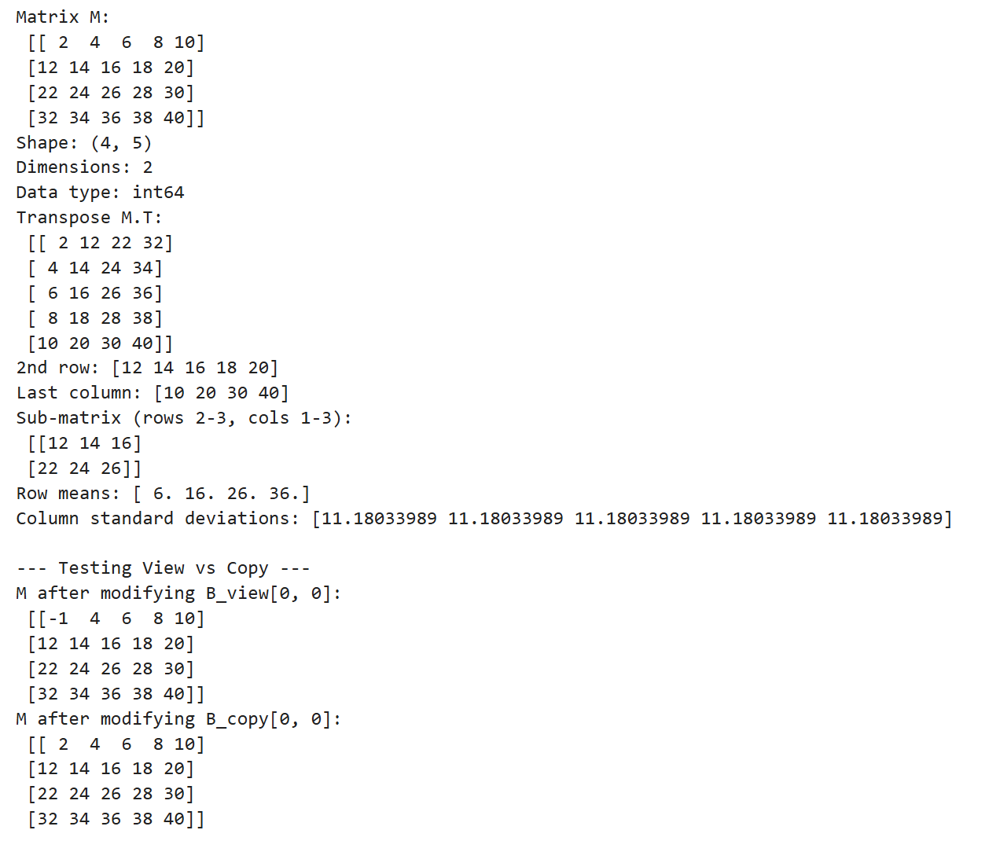 Matrix M:
 [[ 2  4  6  8 10]
 [12 14 16 18 20]
 [22 24 26 28 30]
 [32 34 36 38 40]]
Shape: (4, 5)
Dimensions: 2
Data type: int64
Transpose M.T:
 [[ 2 12 22 32]
 [ 4 14 24 34]
 [ 6 16 26 36]
 [ 8 18 28 38]
 [10 20 30 40]]
2nd row: [12 14 16 18 20]
Last column: [10 20 30 40]
Sub-matrix (rows 2-3, cols 1-3):
 [[12 14 16]
 [22 24 26]]
Row means: [ 6. 16. 26. 36.]
Column standard deviations: [11.18033989 11.18033989 11.18033989 11.18033989 11.18033989]

--- Testing View vs Copy ---
M after modifying B_view[0, 0]:
 [[-1  4  6  8 10]
 [12 14 16 18 20]
 [22 24 26 28 30]
 [32 34 36 38 40]]
M after modifying B_copy[0, 0]:
 [[ 2  4  6  8 10]
 [12 14 16 18 20]
 [22 24 26 28 30]
 [32 34 36 38 40]]